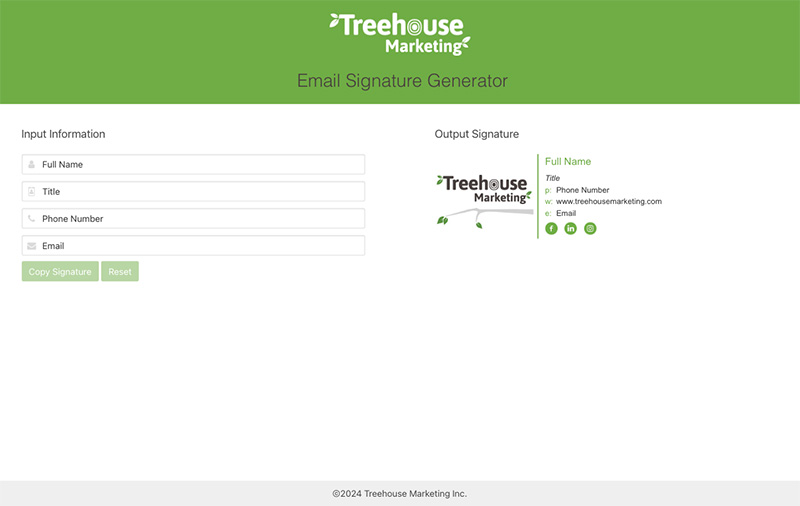 Treehouse
Marketing
Email Signature Generator
Input Information
Full Name
Title
Phone Number
Email
Copy Signature
Reset
Output Signature
Treehouse
Marketing
Full Name
Title
p: Phone Number
w: www.treehousemarketing.com
e: Email
f
in
©2024 Treehouse Marketing Inc.